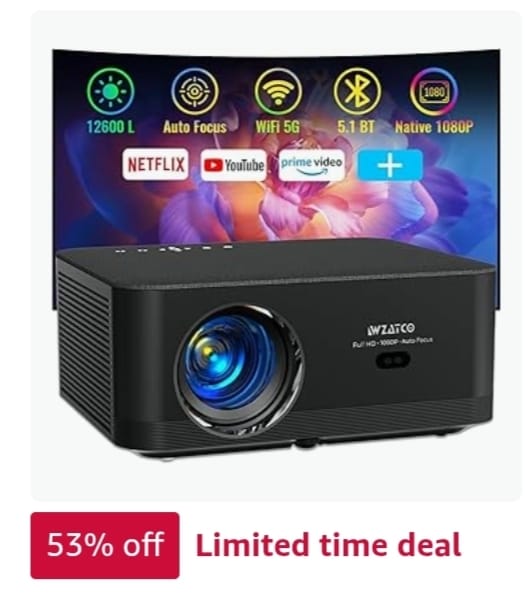 1080
12600 L Auto Focus WiFi 5G 5.1 BT Native 1080P
NETFLIX YouTube prime video +
WZATCO
Full HD • 1080P • Auto Focus
53% off Limited time deal